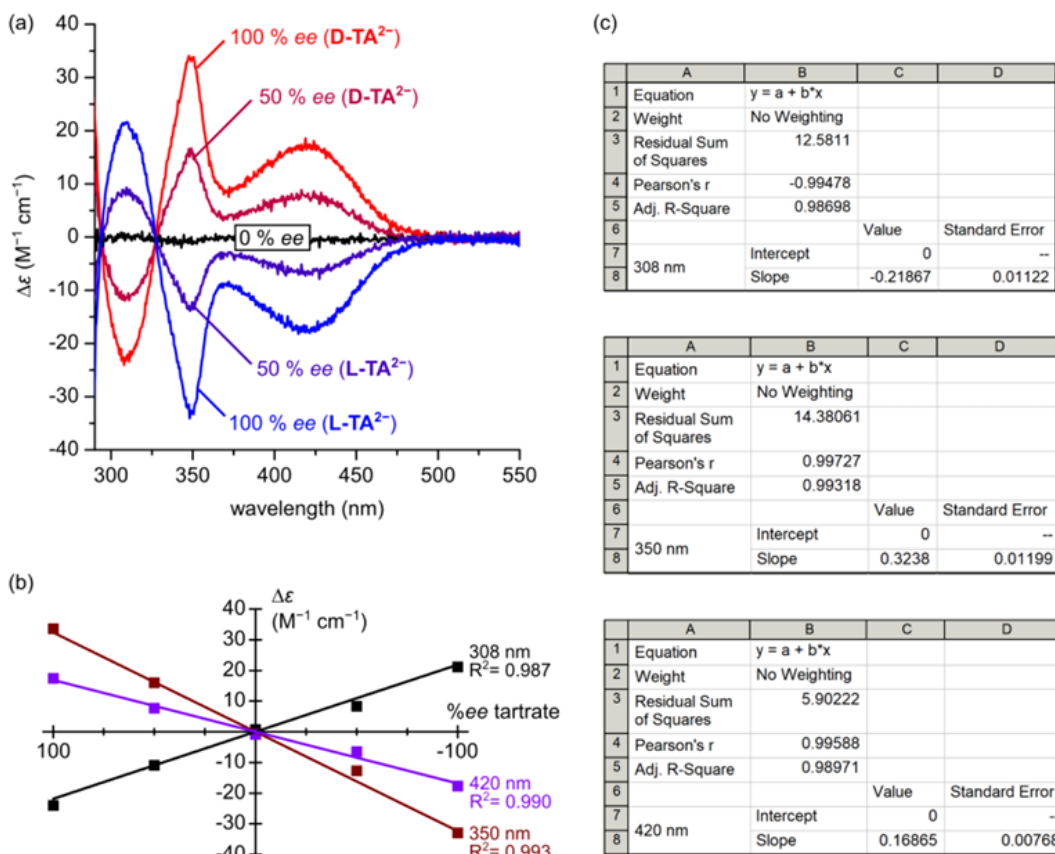 (a)
40
30
20
10
0
-10
-20
-30
-40
Δε (M⁻¹ cm⁻¹)
100 % ee (D-TA²⁻)
50 % ee (D-TA²⁻)
0 % ee
50 % ee (L-TA²⁻)
100 % ee (L-TA²⁻)
300 350 400 450 500 550
wavelength (nm)
(b)
Δε
(M⁻¹ cm⁻¹)
40
30
20
10
-10
-20
-30
-40
100
-100
308 nm
R²= 0.987
%ee tartrate
420 nm
R²= 0.990
350 nm
R²= 0.993
(c)
A B C D
1 Equation y = a + b*x
2 Weight No Weighting
3 Residual Sum of Squares 12.5811
4 Pearson's r -0.99478
5 Adj. R-Square 0.98698
6 Value Standard Error
7 308 nm Intercept 0 --
8 Slope -0.21867 0.01122
A B C D
1 Equation y = a + b*x
2 Weight No Weighting
3 Residual Sum of Squares 14.38061
4 Pearson's r 0.99727
5 Adj. R-Square 0.99318
6 Value Standard Error
7 350 nm Intercept 0 --
8 Slope 0.3238 0.01199
A B C D
1 Equation y = a + b*x
2 Weight No Weighting
3 Residual Sum of Squares 5.90222
4 Pearson's r 0.99588
5 Adj. R-Square 0.98971
6 Value Standard Error
7 420 nm Intercept 0 --
8 Slope 0.16865 0.00768